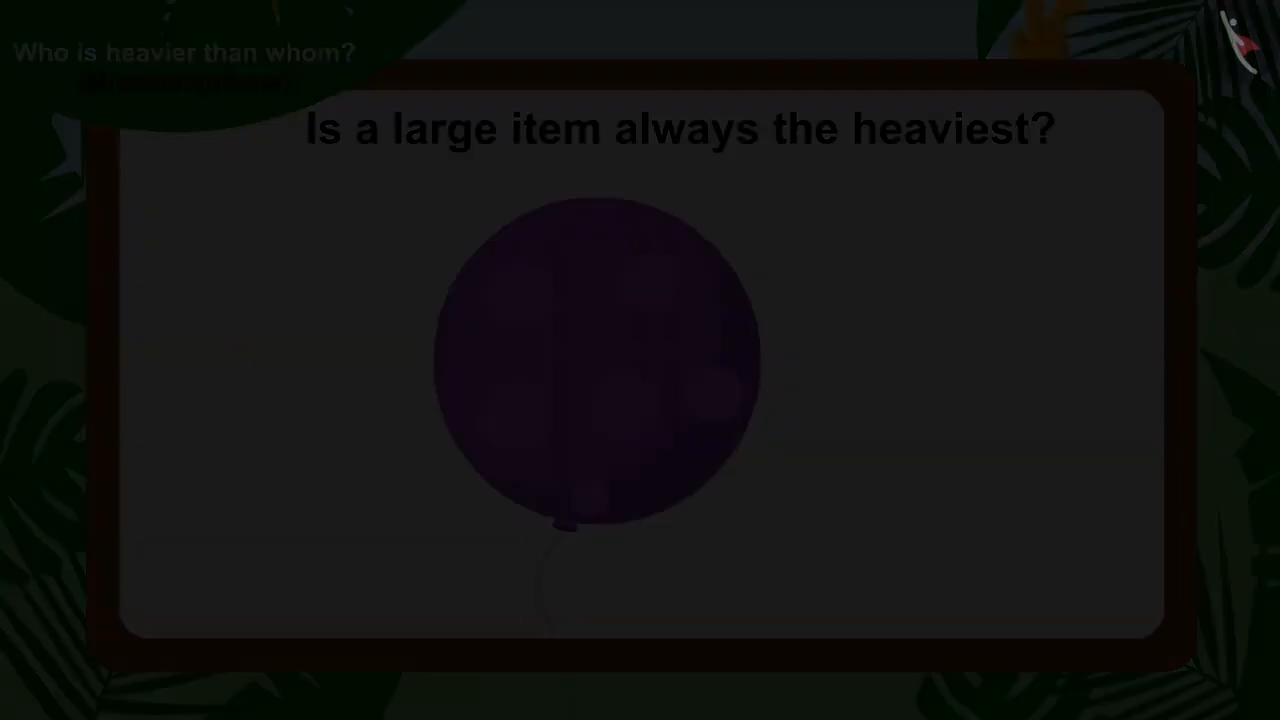 Who is heavier than whom?
Is a large item always the heaviest?